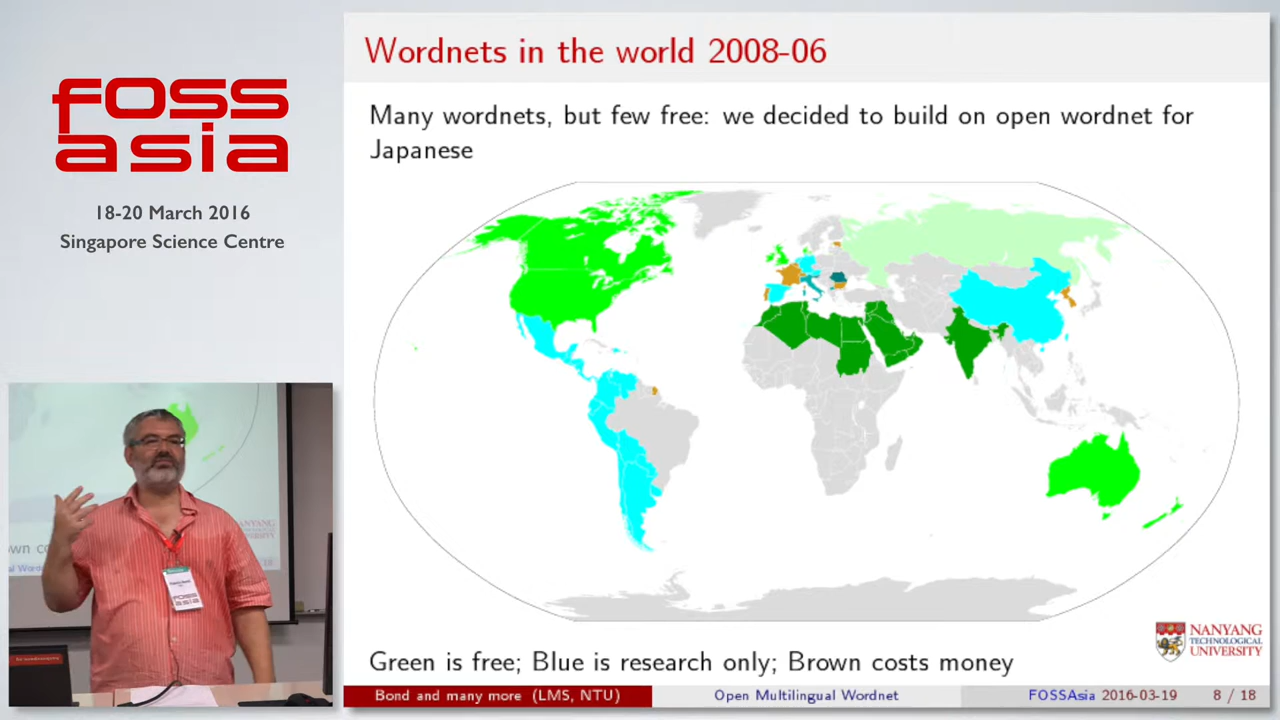 foss
asia
18-20 March 2016
Singapore Science Centre
Wordnets in the world 2008-06
Many wordnets, but few free: we decided to build on open wordnet for
Japanese
NANYANG
TECHNOLOGICAL
UNIVERSITY
Green is free; Blue is research only; Brown costs money
Bond and many more (LMS, NTU)
Open Multilingual Wordnet
FOSSAsia 2016-03-19
8 / 18
NANYANG
FOSS
ASIA